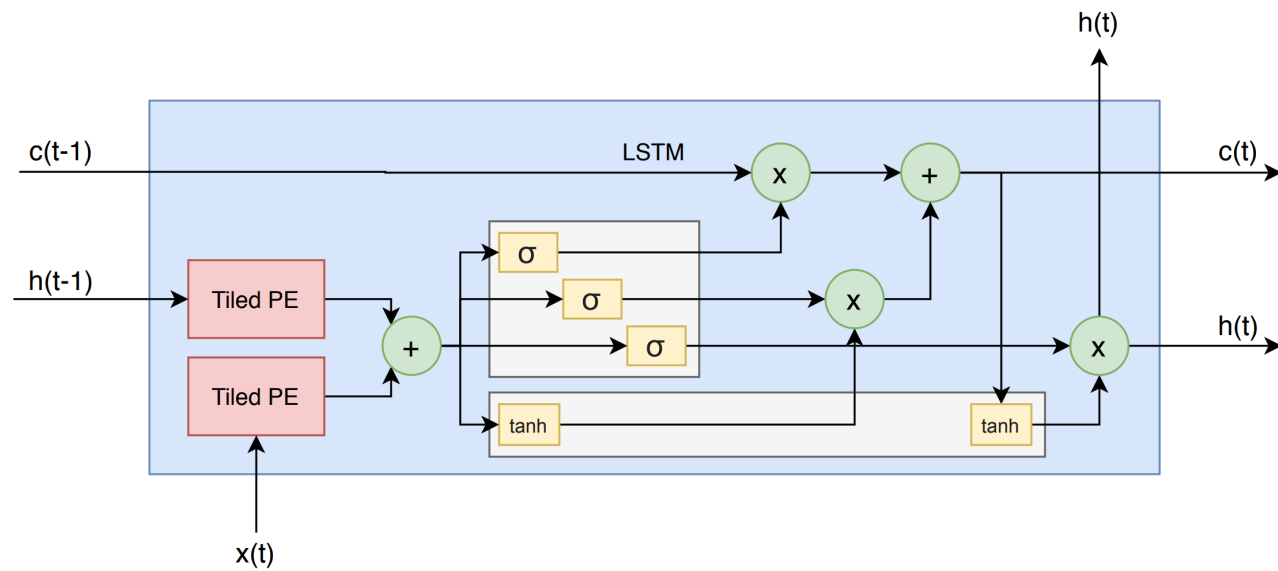 h(t)
c(t-1)
LSTM
x
+
c(t)
σ
h(t-1)
Tiled PE
σ
x
+
σ
x
h(t)
Tiled PE
tanh
tanh
x(t)